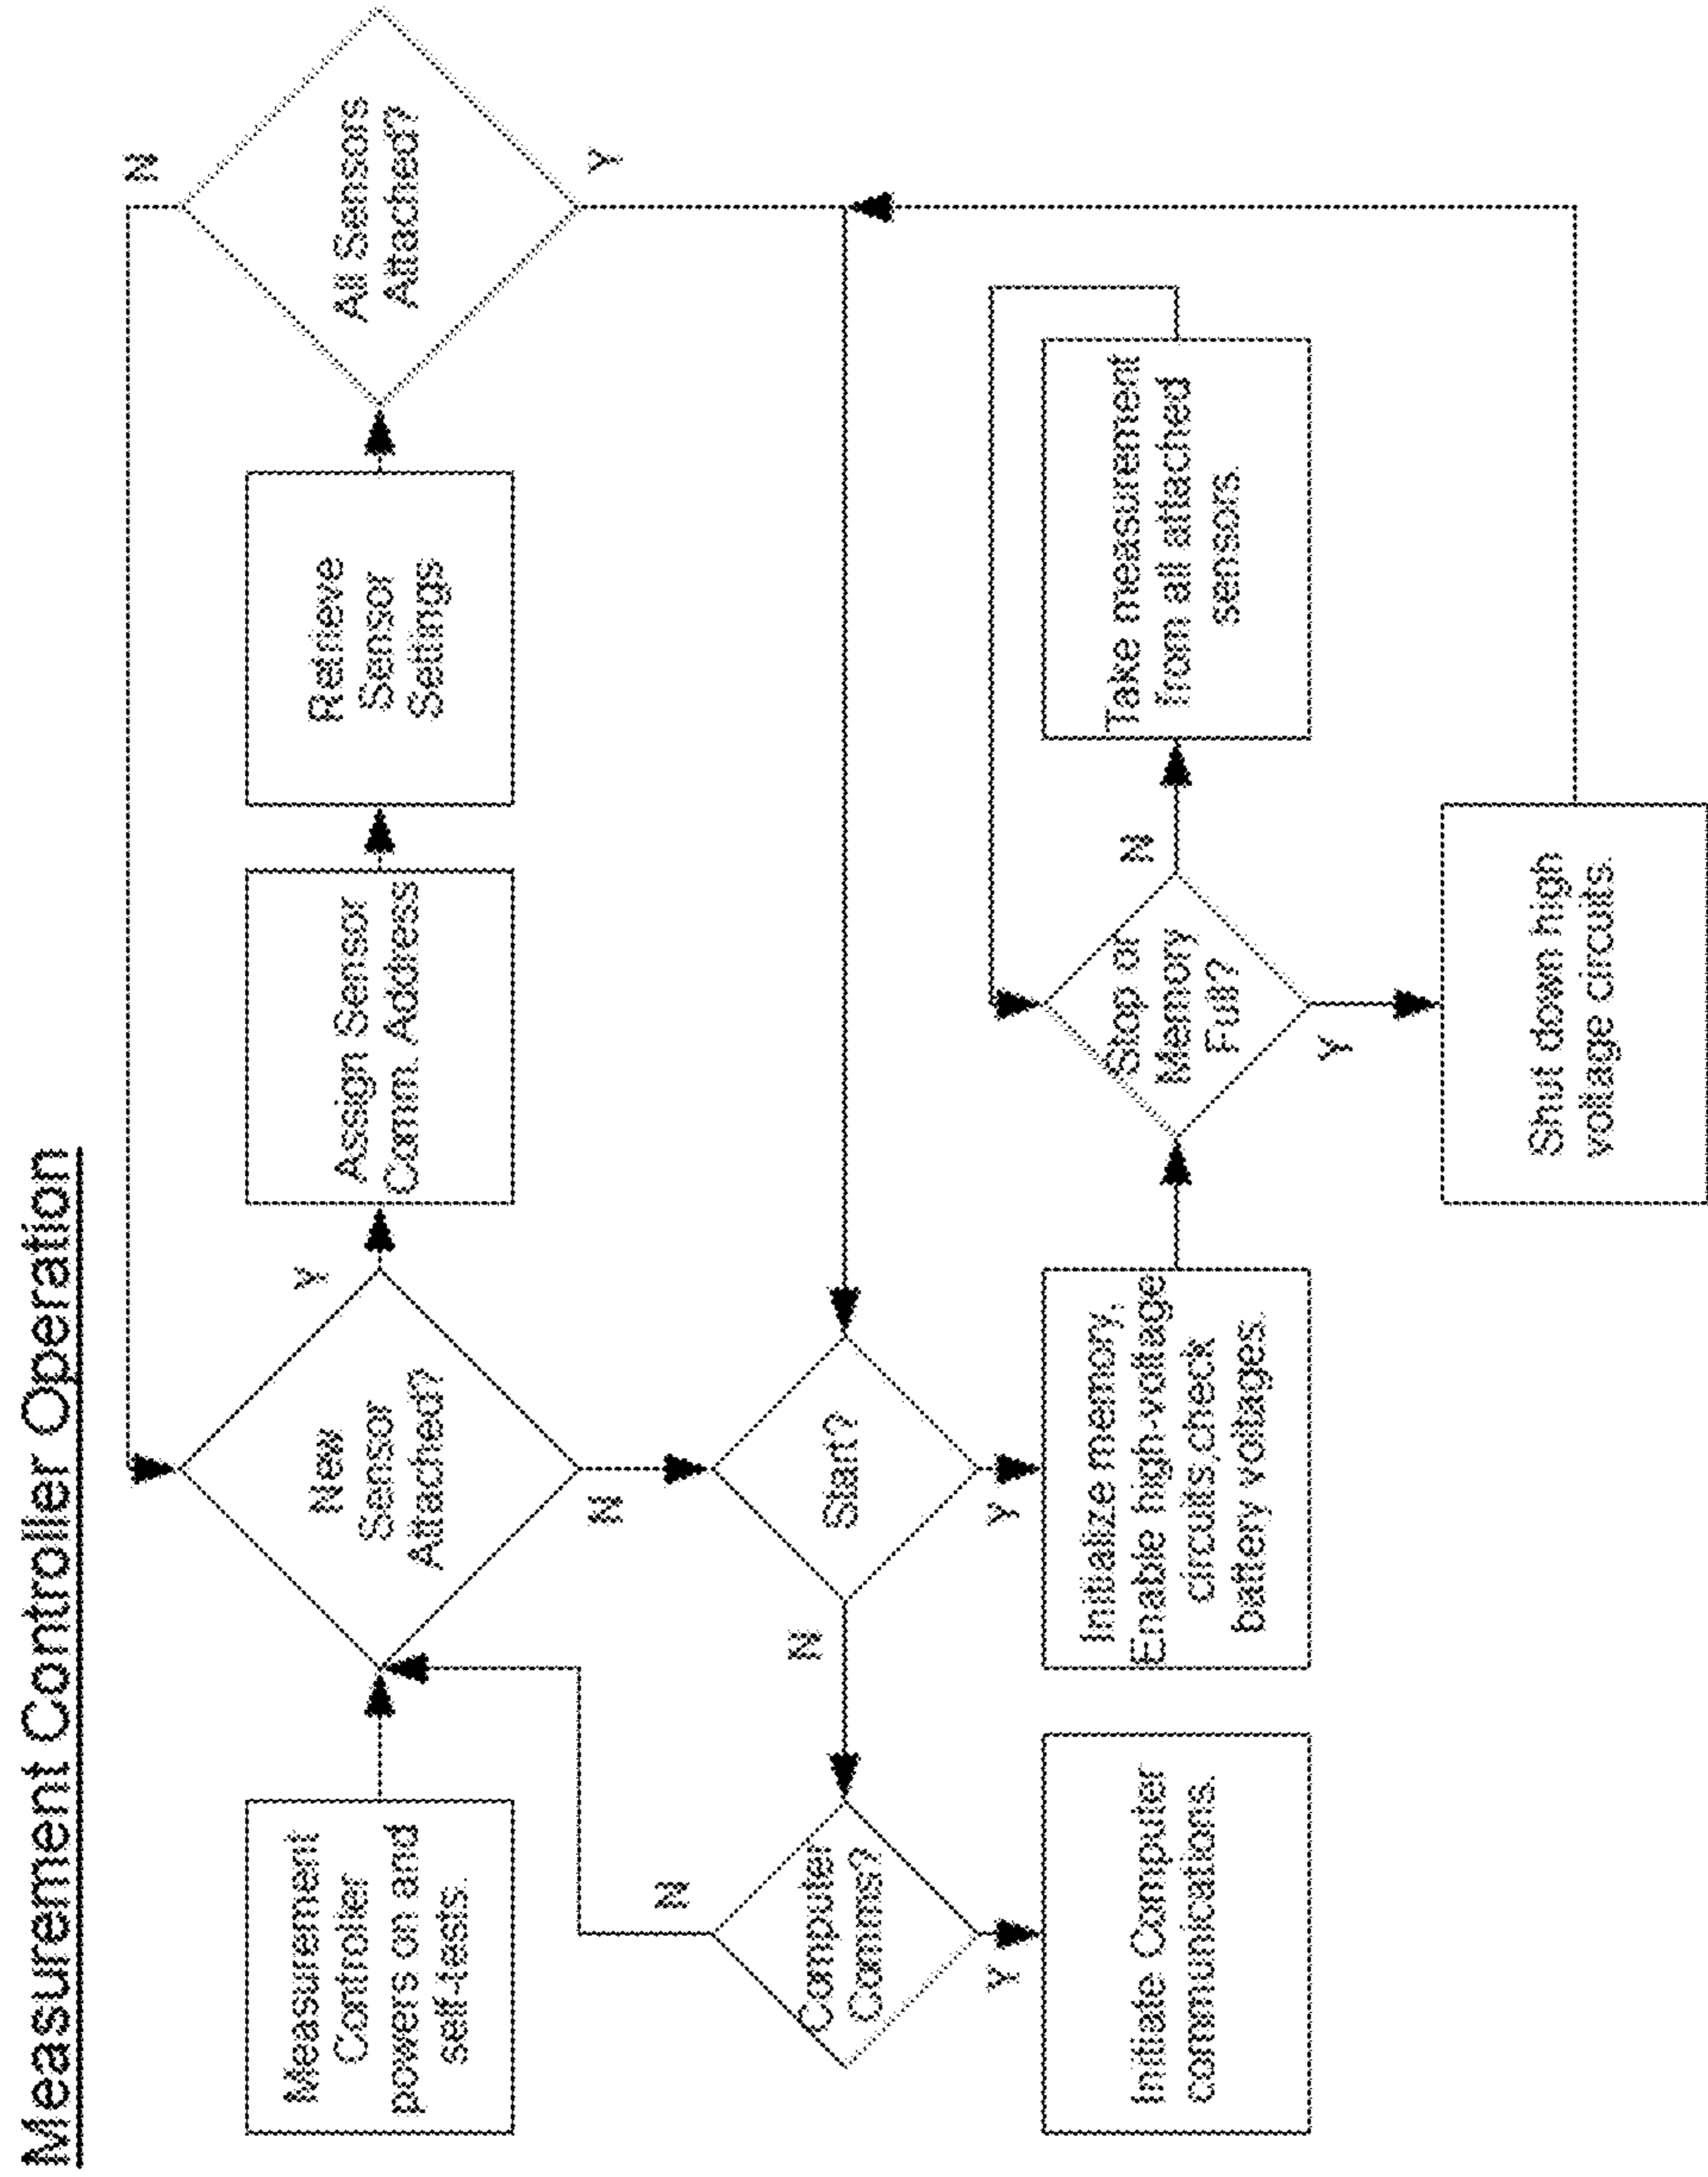 Measurement Controller Operation
Measurement
Controller
powers on and
self-tests.
New
Sensor
Attached?
Y
N
Assign Sensor
Comm. Address
Retrieve
Sensor
Settings
All Sensors
Attached?
N
Y
Computer
Comms?
N
Y
Start?
N
Y
Initiate Computer
communications.
Initialize memory,
Enable high-voltage
circuits,check
battery voltages.
Stop or
Memory
Full?
N
Y
Take measurement
from all attached
sensors.
Shut down high
voltage circuits.